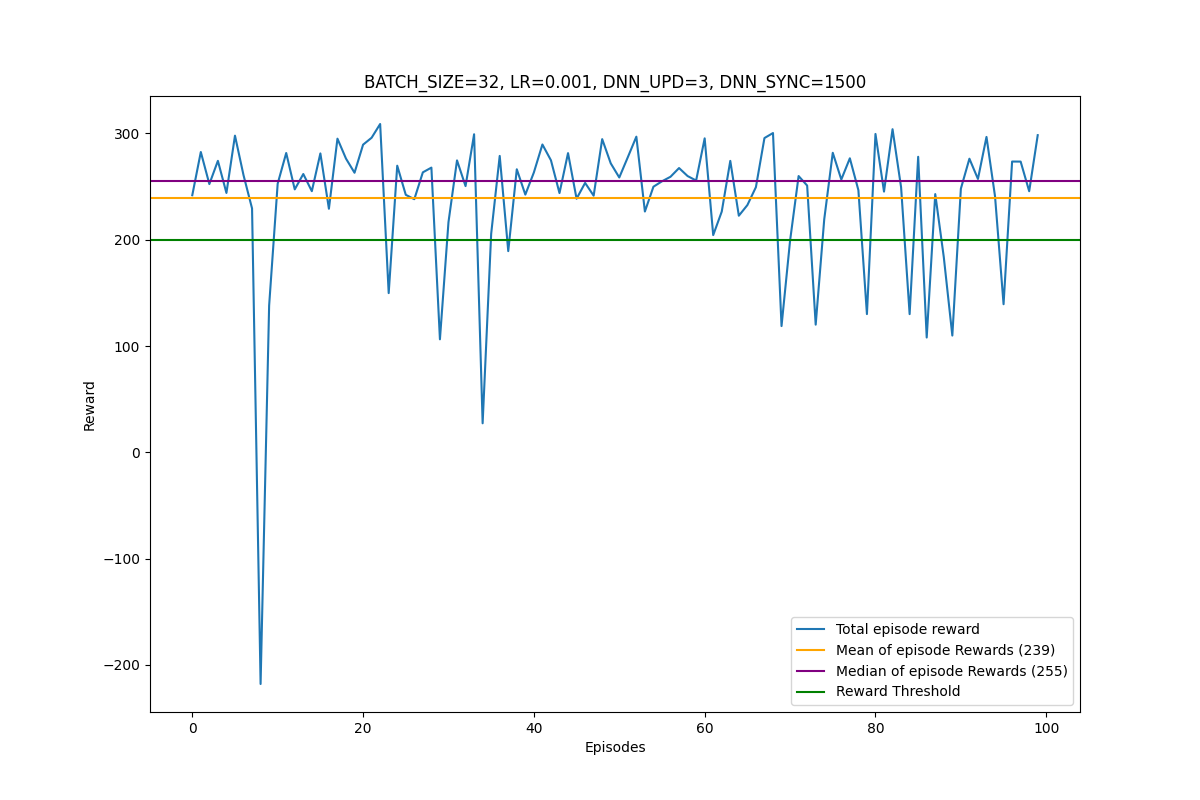 BATCH_SIZE=32, LR=0.001, DNN_UPD=3, DNN_SYNC=1500
300
200
100
0
−100
−200
Reward
Total episode reward
Mean of episode Rewards (239)
Median of episode Rewards (255)
Reward Threshold
0 20 40 60 80 100
Episodes